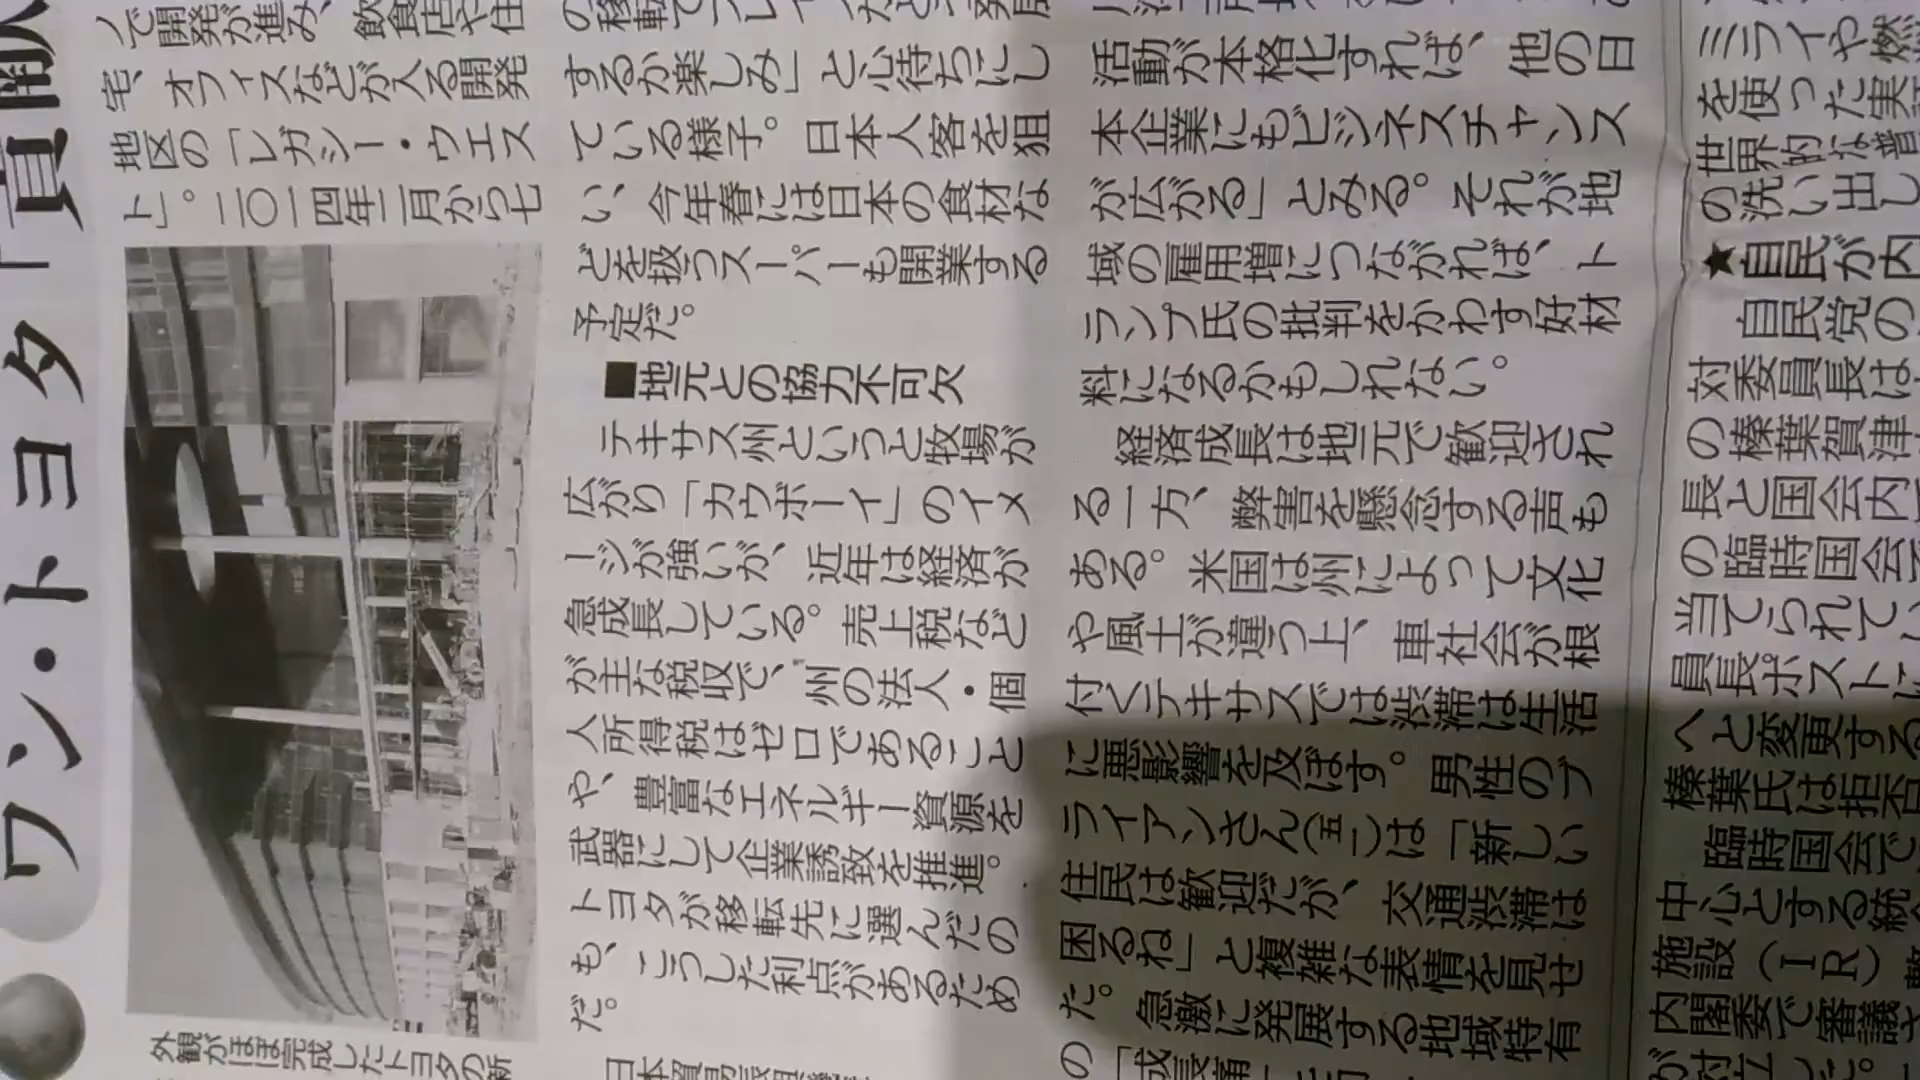 ワン・トヨタ「貢献
で開発が進み、飲食店や住
宅、オフィスなどが入る開発
地区の「レガシー・ウエス
ト」。二〇一四年二月から七
外観がほぼ完成したトヨタの新
するか楽しみ」と心待ちにし
ている様子。日本人客を狙
い、今年春には日本の食材な
どを扱うスーパーも開業する
予定だ。
■地元との協力不可欠
テキサス州というと牧場が
広がり「カウボーイ」のイメ
ージが強いが、近年は経済が
急成長している。売上税など
が主な税収で、州の法人・個
人所得税はゼロであること
や、豊富なエネルギー資源を
武器にして企業誘致を推進。
トヨタが移転先に選んだの
も、こうした利点があるため
だ。
活動が本格化すれば、他の日
本企業にもビジネスチャンス
が広がる」とみる。それが地
域の雇用増につながれば、ト
ランプ氏の批判をかわす好材
料になるかもしれない。
経済成長は地元で歓迎され
る一方、弊害を懸念する声も
ある。米国は州によって文化
や風土が違う上、車社会が根
付くテキサスでは渋滞は生活
に悪影響を及ぼす。男性のブ
ライアンさん(五一)は「新しい
住民は歓迎だが、交通渋滞は
困るね」と複雑な表情を見せ
た。
急激に発展する地域特有
の
ミライや燃
を使った実証
世界的な普
の洗い出し
★自民が内
自民党の
対委員長は
の榛葉賀津
長と国会内で
の臨時国会で
当てられてい
員長ポストに
へと変更する
榛葉氏は拒否
臨時国会で
中心とする統合
施設(IR)整
内閣委で審議さ
が対立した。